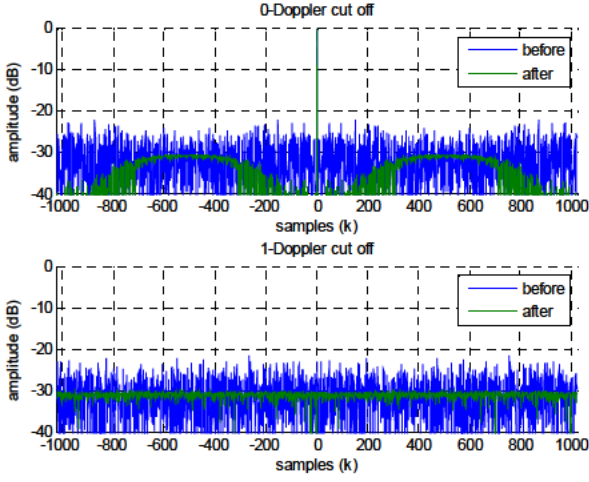 0-Doppler cut off
0
-10
-20
-30
-40
amplitude (dB)
before
after
-1000 -800 -600 -400 -200 0 200 400 600 800 1000
samples (k)
1-Doppler cut off
0
-10
-20
-30
-40
amplitude (dB)
before
after
-1000 -800 -600 -400 -200 0 200 400 600 800 1000
samples (k)